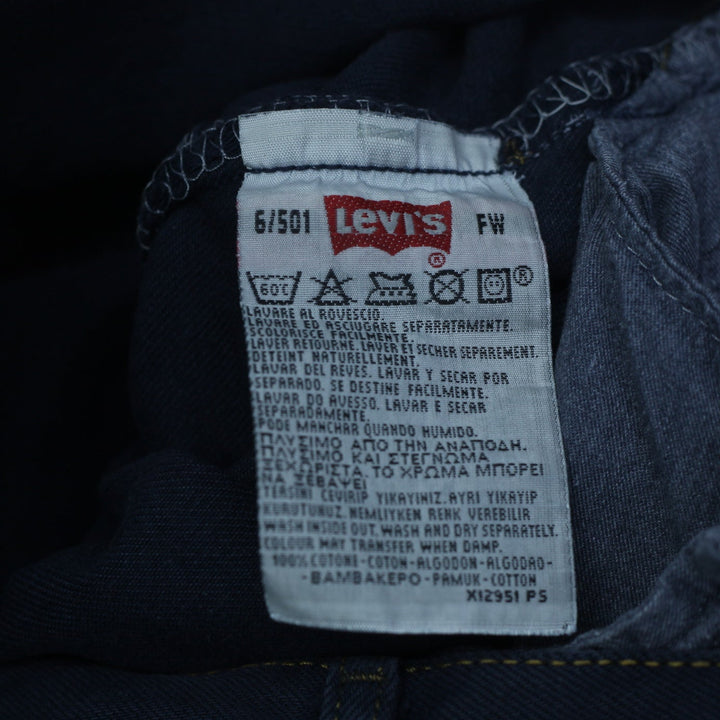 6/501 LEVI'S FW
®
60C ®
LAVARE AL ROVESCIO.
LAVARE ED ASCIUGARE SEPARATAMENTE.
SCOLORISCE FACILMENTE.
LAVER RETOURNE. LAVER ET SECHER SEPAREMENT.
DETEINT NATURELLEMENT.
LAVAR DEL REVES. LAVAR Y SECAR POR
SEPARADO. SE DESTINE FACILMENTE.
LAVAR DO AVESSO. LAVAR E SECAR
SEPARADAMENTE.
PODE MANCHAR QUANDO HUMIDO.
ΠΛΥΣΙΜΟ ΑΠΟ ΤΗΝ ΑΝΑΠΟΔΗ.
ΠΛΥΣΙΜΟ ΚΑΙ ΣΤΕΓΝΩΜΑ
ΞΕΧΩΡΙΣΤΑ. ΤΟ ΧΡΩΜΑ ΜΠΟΡΕΙ
ΝΑ ΞΕΒΑΨΕΙ
TERSINI CEVIRIP YIKAYINIZ. AYRI YIKAYIP
KURUTUNUZ. NEMLIYKEN RENK VEREBILIR
WASH INSIDE OUT. WASH AND DRY SEPARATELY.
COLOUR MAY TRANSFER WHEN DAMP.
100% COTONE-COTON-ALGODON-ALGODAO-
-BAMBAKEPO-PAMUK-COTTON
X12951 PS